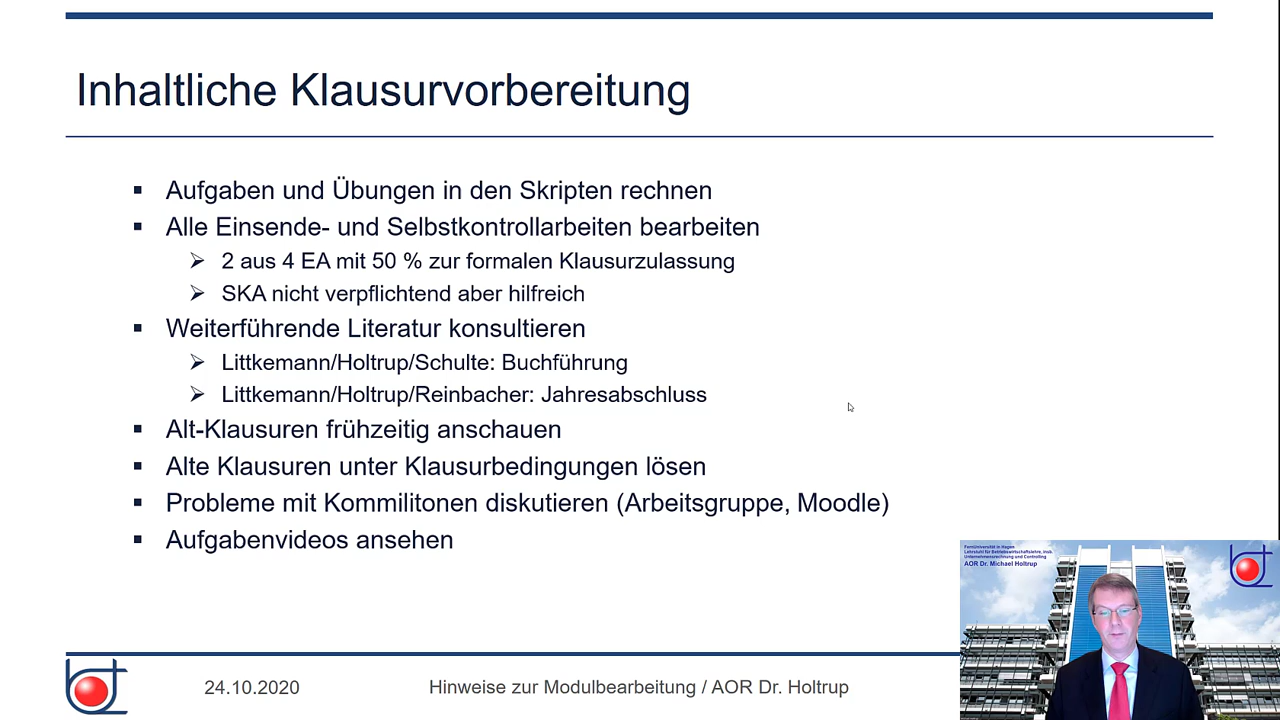 Inhaltliche Klausurvorbereitung
Aufgaben und Übungen in den Skripten rechnen
Alle Einsende- und Selbstkontrollarbeiten bearbeiten
2 aus 4 EA mit 50 % zur formalen Klausurzulassung
SKA nicht verpflichtend aber hilfreich
Weiterführende Literatur konsultieren
Littkemann/Holtrup/Schulte: Buchführung
Littkemann/Holtrup/Reinbacher: Jahresabschluss
Alt-Klausuren frühzeitig anschauen
Alte Klausuren unter Klausurbedingungen lösen
Probleme mit Kommilitonen diskutieren (Arbeitsgruppe, Moodle)
Aufgabenvideos ansehen
FernUniversität in Hagen
Lehrstuhl für Betriebswirtschaftslehre, insb.
Unternehmensrechnung und Controlling
AOR Dr. Michael Holtrup
24.10.2020
Hinweise zur Modulbearbeitung / AOR Dr. Holtrup